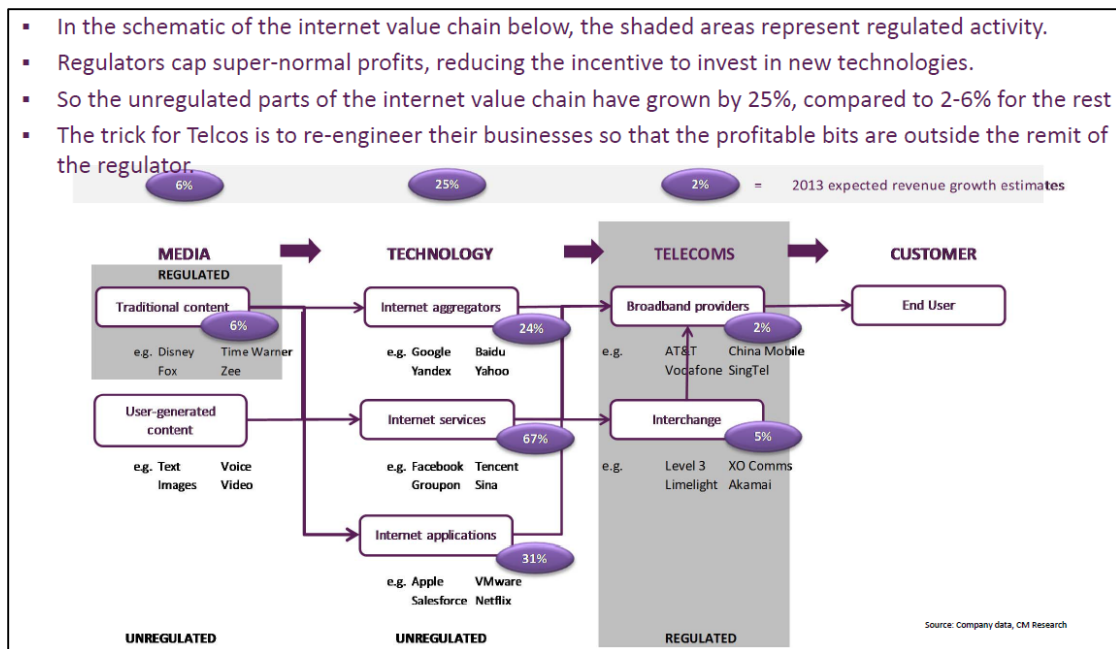 ▪ In the schematic of the internet value chain below, the shaded areas represent regulated activity.
▪ Regulators cap super-normal profits, reducing the incentive to invest in new technologies.
▪ So the unregulated parts of the internet value chain have grown by 25%, compared to 2-6% for the rest
▪ The trick for Telcos is to re-engineer their businesses so that the profitable bits are outside the remit of
the regulator.
6% 25% 2% = 2013 expected revenue growth estimates
MEDIA TECHNOLOGY TELECOMS CUSTOMER
REGULATED
Traditional content Internet aggregators Broadband providers End User
6% 24% 2%
e.g. Disney Time Warner e.g. Google Baidu e.g. AT&T China Mobile
Fox Zee Yandex Yahoo Vodafone SingTel
User-generated
content
Internet services Interchange
67% 5%
e.g. Text Voice e.g. Facebook Tencent e.g. Level 3 XO Comms
Images Video Groupon Sina Limelight Akamai
Internet applications
31%
e.g. Apple VMware
Salesforce Netflix
Source: Company data, CM Research
UNREGULATED UNREGULATED REGULATED